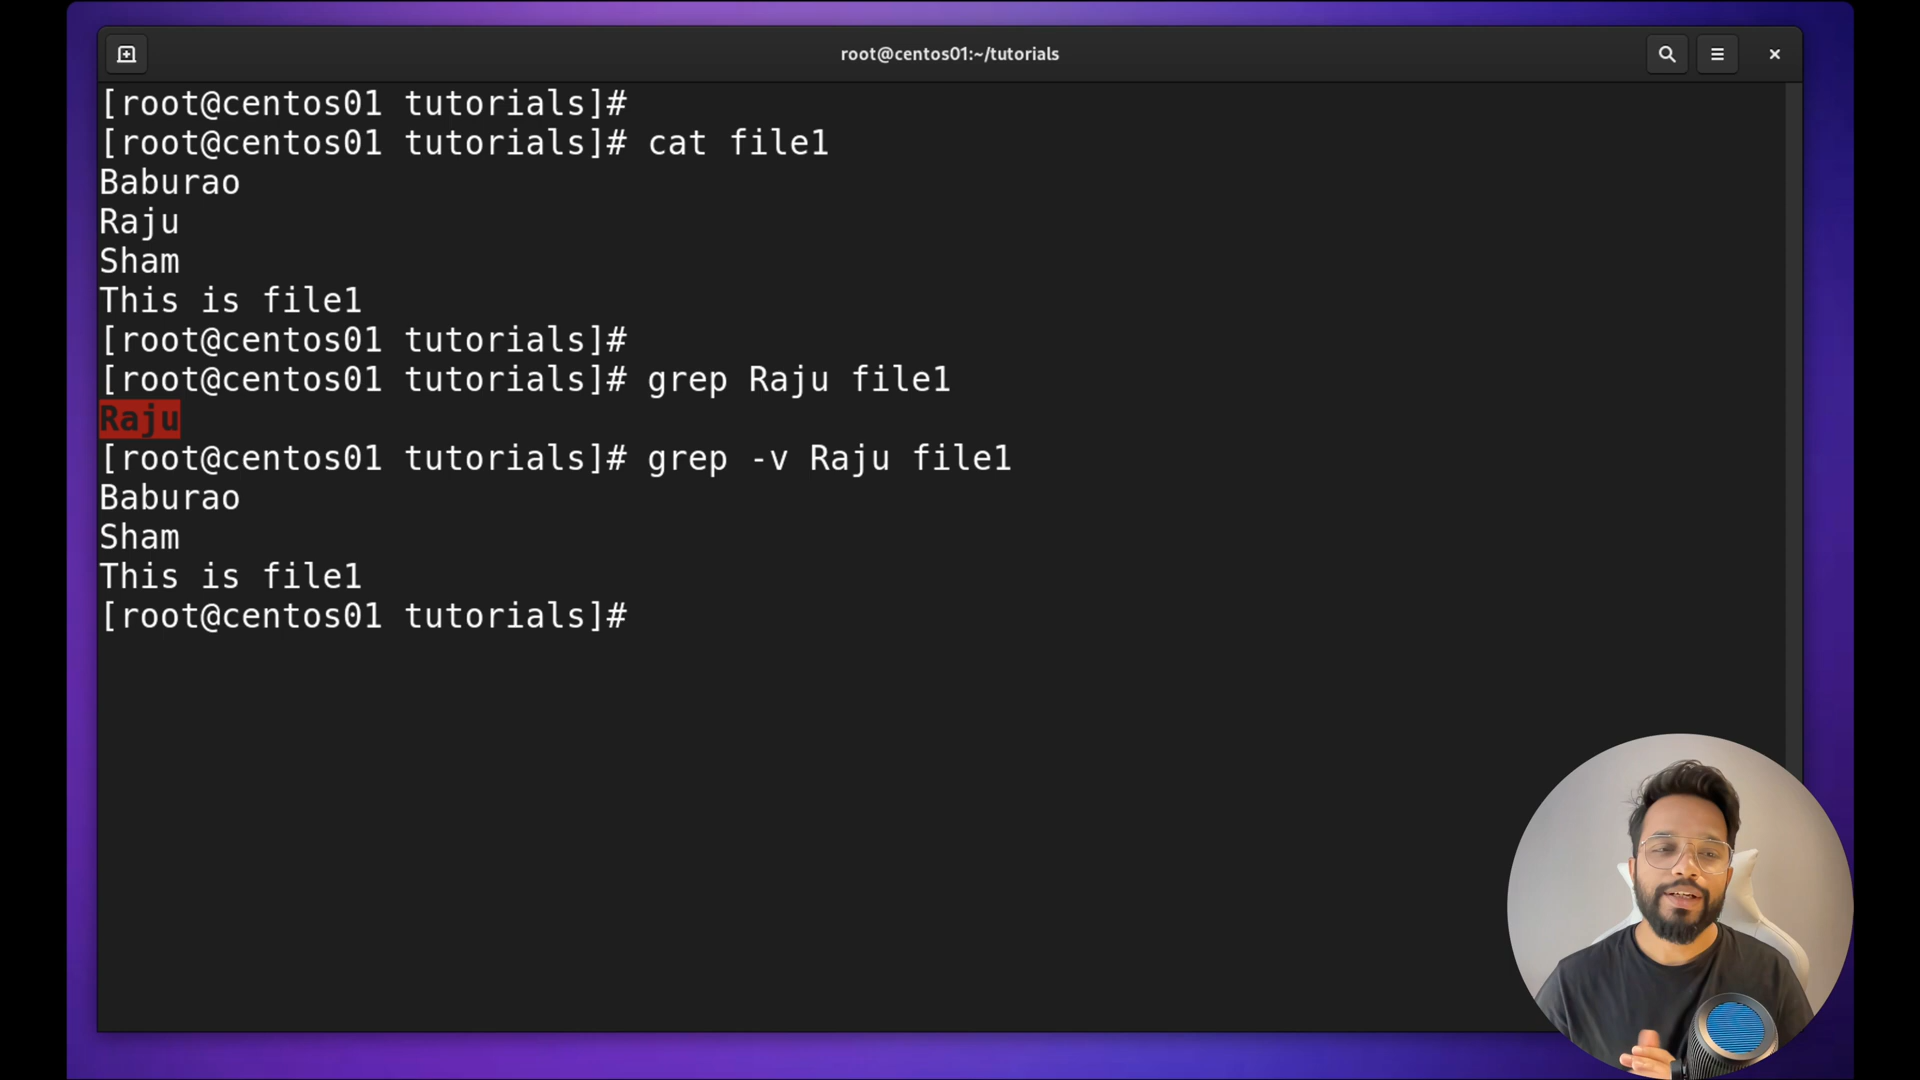 root@centos01:~/tutorials
[root@centos01 tutorials]#
[root@centos01 tutorials]# cat file1
Baburao
Raju
Sham
This is file1
[root@centos01 tutorials]#
[root@centos01 tutorials]# grep Raju file1
Raju
[root@centos01 tutorials]# grep -v Raju file1
Baburao
Sham
This is file1
[root@centos01 tutorials]#